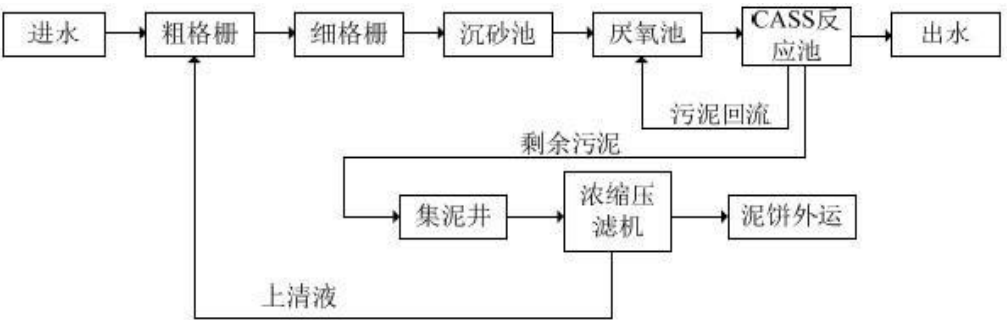 进水
粗格栅
细格栅
沉砂池
厌氧池
CASS反
应池
出水
污泥回流
剩余污泥
集泥井
浓缩压
滤机
泥饼外运
上清液